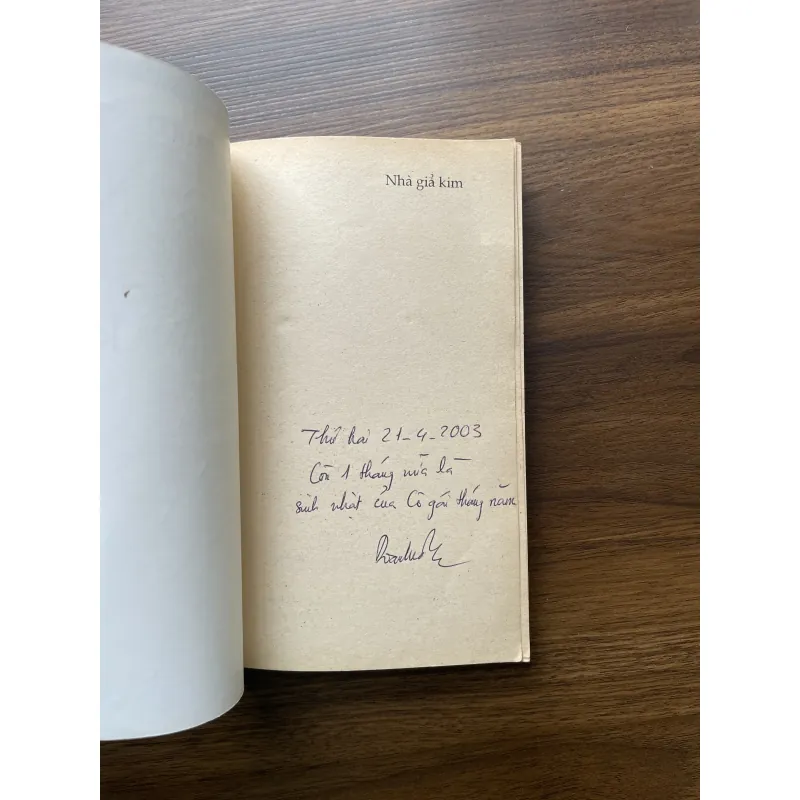 Nhà giả kim
Thứ hai 21-4-2003
Còn 1 tháng nữa là
sinh nhật của Cô gái tháng năm